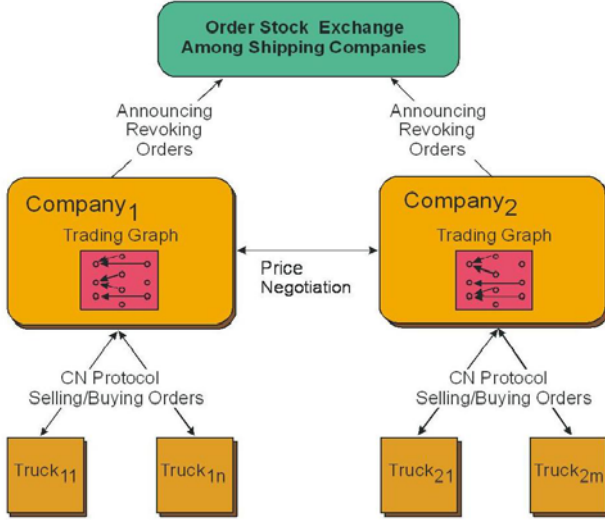 Order Stock Exchange
Among Shipping Companies
Announcing
Revoking
Orders
Announcing
Revoking
Orders
Company1
Trading Graph
Company2
Trading Graph
Price
Negotiation
CN Protocol
Selling/Buying Orders
CN Protocol
Selling/Buying Orders
Truck11
Truck1n
Truck21
Truck2m